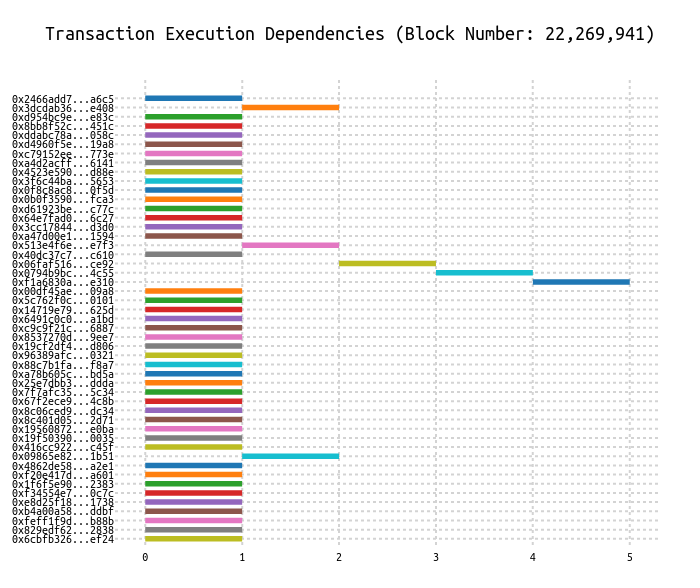 Transaction Execution Dependencies (Block Number: 22,269,941)
0x2466add7...a6c5
0x3dcdab36...e408
0xd954bc9e...e83c
0x8bb8f52c...451c
0xddabc78a...058c
0xd4960f5e...19a8
0xc79152ee...773e
0xa4d2acff...6141
0x4523e590...d88e
0x3f6c44ba...5653
0x0f8c8ac8...0f5d
0x0b0f3590...fca3
0xd61923be...c77c
0x64e7fad0...6c27
0x3cc17844...d3d0
0xa47d00e1...1594
0x513e4f6e...e7f3
0x40dc37c7...c610
0x06faf516...ce92
0x0794b9bc...4c55
0xf1a6830a...e310
0x00df45ae...09a8
0x5c762f0c...0101
0x14719e79...625d
0x6491c0c0...a1bd
0xc9c9f21c...6887
0x8537270d...9ee7
0x19cf2df4...d806
0x96389afc...0321
0x88c7b1fa...f8a7
0xa78b605c...bd5a
0x25e7dbb3...ddda
0x7f7afc35...5c34
0x67f2ece9...4c8b
0x8c06ced9...dc34
0x8c401d05...2d71
0x19560872...e0ba
0x19f50390...0035
0x416cc922...c45f
0x09865e82...1b51
0x4862de58...a2e1
0xf20e417d...a601
0x1f6f5e90...2383
0xf34554e7...0c7c
0xe8d25f18...1738
0xb4a00a58...ddbf
0xfeff1f9d...b88b
0x829edf62...2838
0x6cbfb326...ef24
0 1 2 3 4 5